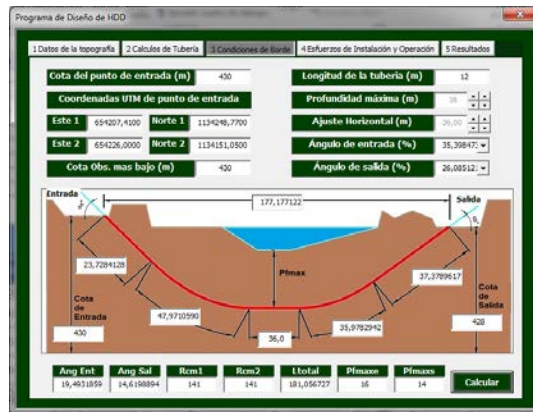 Programa de Diseño de HDD
1 Datos de la topografía 2 Calculos de Tubería 3 Condiciones de Borde 4 Esfuerzos de Instalación y Operación 5 Resultados
Cota del punto de entrada (m) 430 Longitud de la tuberia (m) 12
Coordenadas UTM de punto de entrada Profundidad máxima (m) 16
Este 1 654207,4100 Norte 1 1134248,7700 Ajuste Horizontal (m) 36,00
Este 2 654226,0000 Norte 2 1134151,0500 Ángulo de entrada (%) 35,398473
Cota Obs. mas bajo (m) 430 Ángulo de salida (%) 26,085123
Entrada 177,177122 Salida
23,7284128 Pfmax 37,3789617
Cota de Entrada 430
47,9710590 36,0 35,9782942
Cota de Salida 428
Ang Ent Ang Sal Rcm1 Rcm2 Ltotal Pfmaxe Pfmaxs
19,4931059 14,6198894 141 141 181,056727 16 14 Calcular